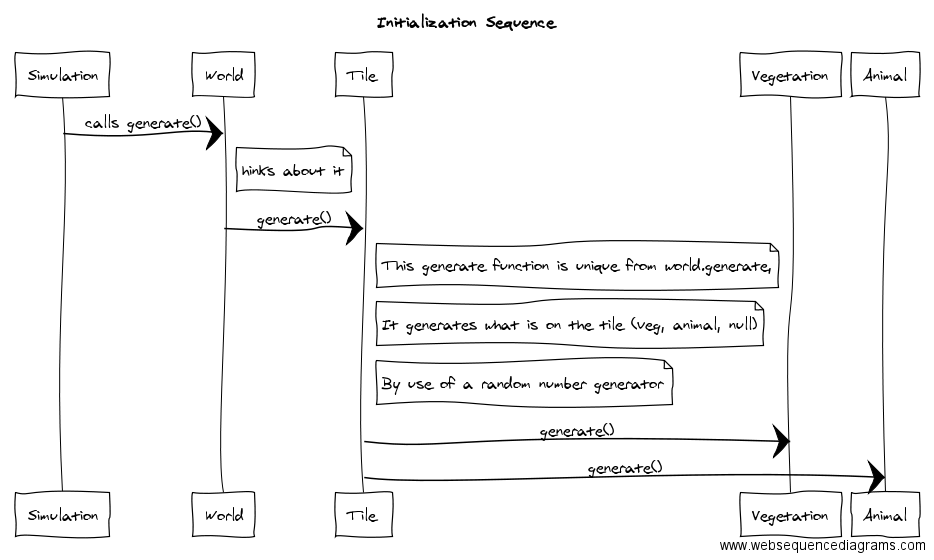 Initialization Sequence
Simulation World Tile Vegetation Animal
calls generate()
hinks about it
generate()
This generate function is unique from world.generate,
It generates what is on the tile (veg, animal, null)
By use of a random number generator
generate()
generate()
Simulation World Tile Vegetation Animal
www.websequencediagrams.com